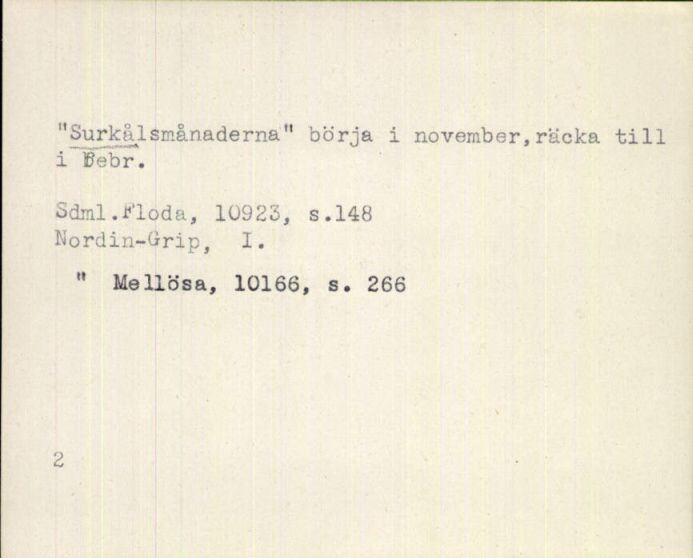 "Surkålsmånaderna" börja i november,räcka till
i Febr.
Sdml.Floda, 10923, s.148
Nordin-Grip, I.
" Mellösa, 10166, s. 266
2